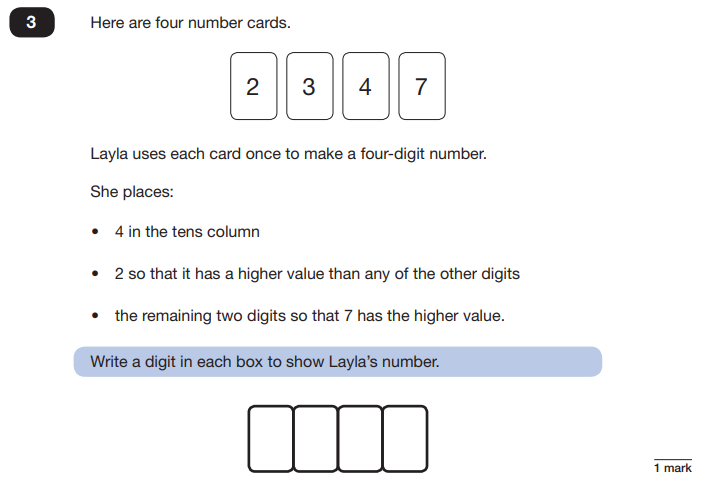 3 Here are four number cards.
2 3 4 7
Layla uses each card once to make a four-digit number.
She places:
• 4 in the tens column
• 2 so that it has a higher value than any of the other digits
• the remaining two digits so that 7 has the higher value.
Write a digit in each box to show Layla’s number.
1 mark